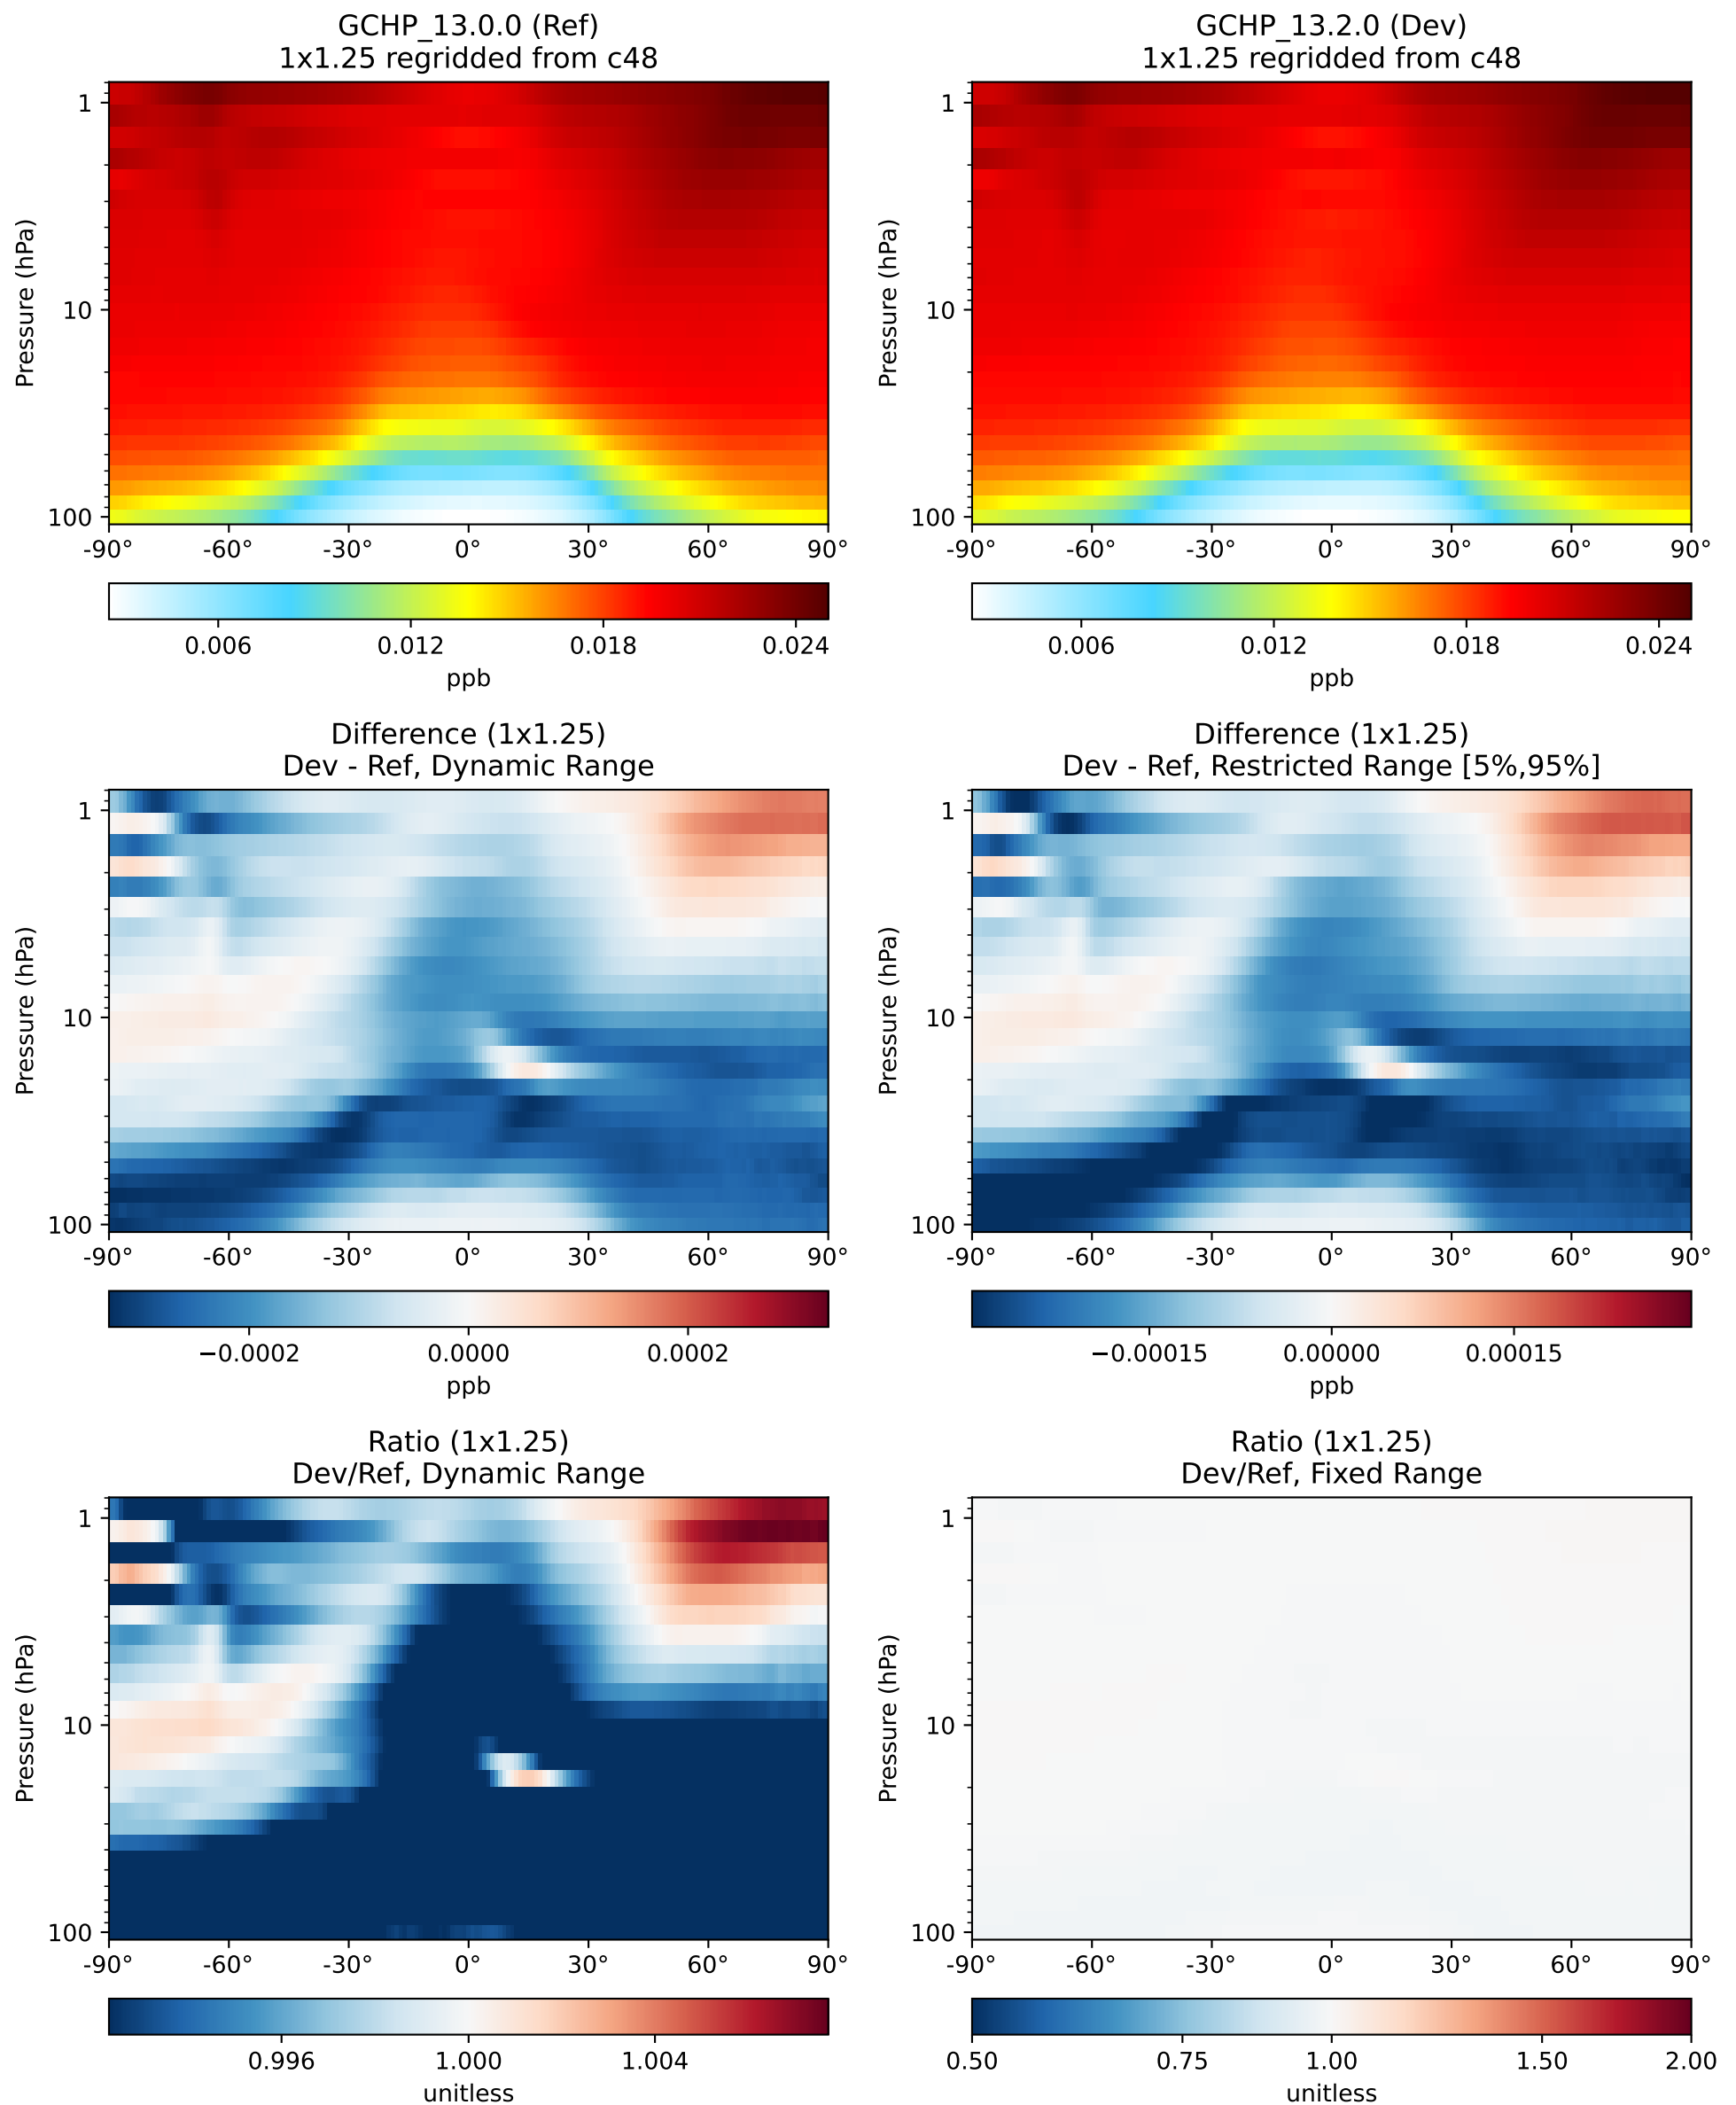 GCHP_13.0.0 (Ref)
1x1.25 regridded from c48
Pressure (hPa)
1
10
100
-90° -60° -30° 0° 30° 60° 90°
0.006 0.012 0.018 0.024
ppb
GCHP_13.2.0 (Dev)
1x1.25 regridded from c48
Pressure (hPa)
1
10
100
-90° -60° -30° 0° 30° 60° 90°
0.006 0.012 0.018 0.024
ppb
Difference (1x1.25)
Dev - Ref, Dynamic Range
Pressure (hPa)
1
10
100
-90° -60° -30° 0° 30° 60° 90°
−0.0002 0.0000 0.0002
ppb
Difference (1x1.25)
Dev - Ref, Restricted Range [5%,95%]
Pressure (hPa)
1
10
100
-90° -60° -30° 0° 30° 60° 90°
−0.00015 0.00000 0.00015
ppb
Ratio (1x1.25)
Dev/Ref, Dynamic Range
Pressure (hPa)
1
10
100
-90° -60° -30° 0° 30° 60° 90°
0.996 1.000 1.004
unitless
Ratio (1x1.25)
Dev/Ref, Fixed Range
Pressure (hPa)
1
10
100
-90° -60° -30° 0° 30° 60° 90°
0.50 0.75 1.00 1.50 2.00
unitless